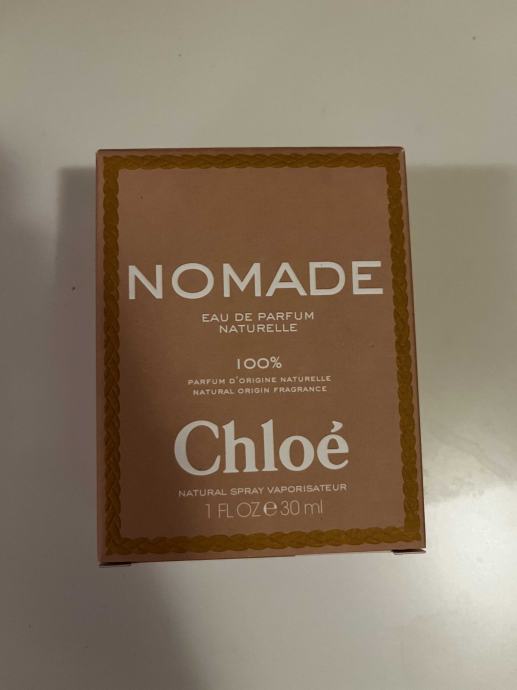 NOMADE
EAU DE PARFUM
NATURELLE
100%
PARFUM D'ORIGINE NATURELLE
NATURAL ORIGIN FRAGRANCE
Chloé
NATURAL SPRAY VAPORISATEUR
1 FL OZ ℮ 30 ml